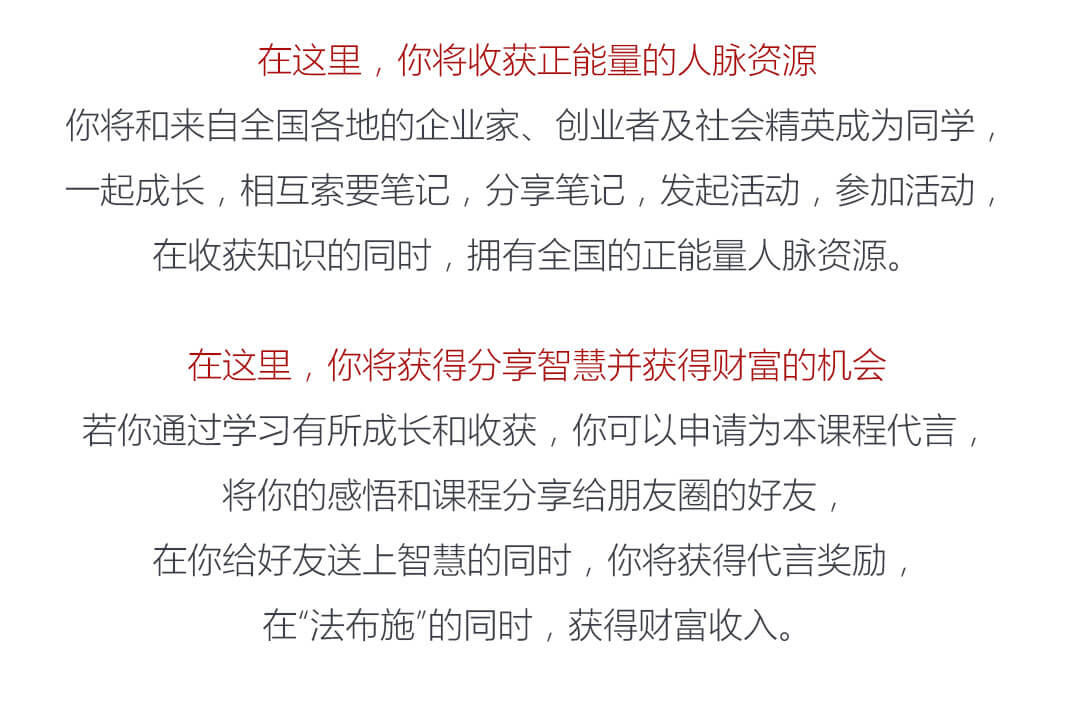 在这里，你将收获正能量的人脉资源
你将和来自全国各地的企业家、创业者及社会精英成为同学，
一起成长，相互索要笔记，分享笔记，发起活动，参加活动，
在收获知识的同时，拥有全国的正能量人脉资源。
在这里，你将获得分享智慧并获得财富的机会
若你通过学习有所成长和收获，你可以申请为本课程代言，
将你的感悟和课程分享给朋友圈的好友，
在你给好友送上智慧的同时，你将获得代言奖励，
在“法布施”的同时，获得财富收入。